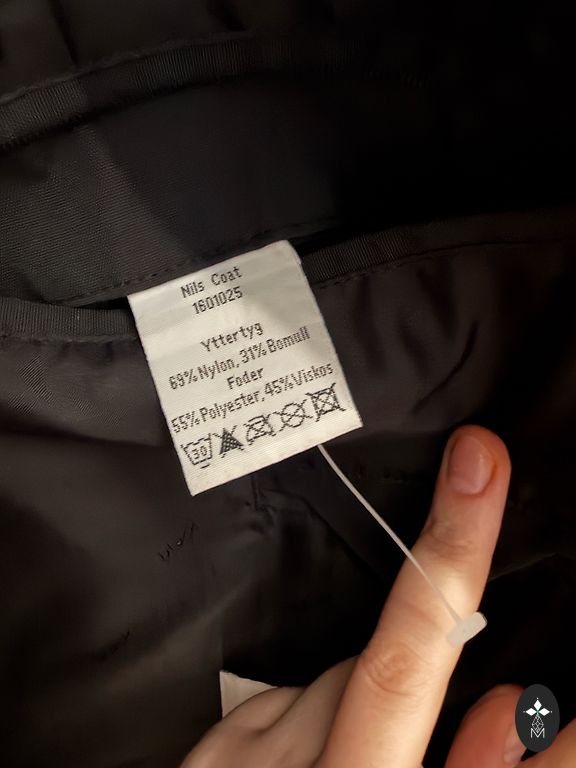 Nils Coat
1601025
Yttertyg
69% Nylon, 31% Bomull
Foder
55% Polyester, 45% Viskos
30
M